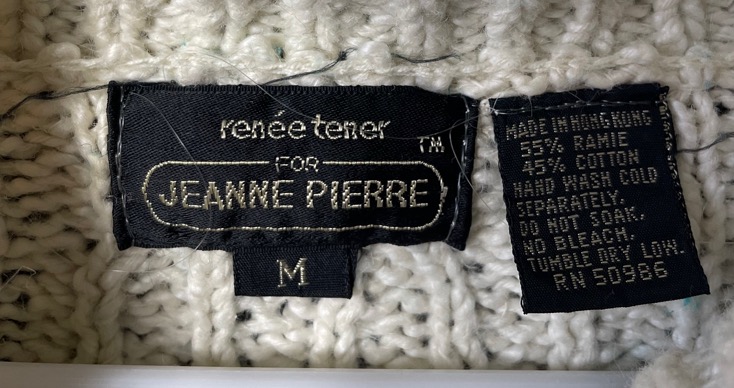 renée tener
TM
FOR
JEANNE PIERRE
M
MADE IN HONG KONG
55% RAMIE
45% COTTON
HAND WASH COLD
SEPARATELY.
DO NOT SOAK.
NO BLEACH.
TUMBLE DRY LOW.
RN 50986